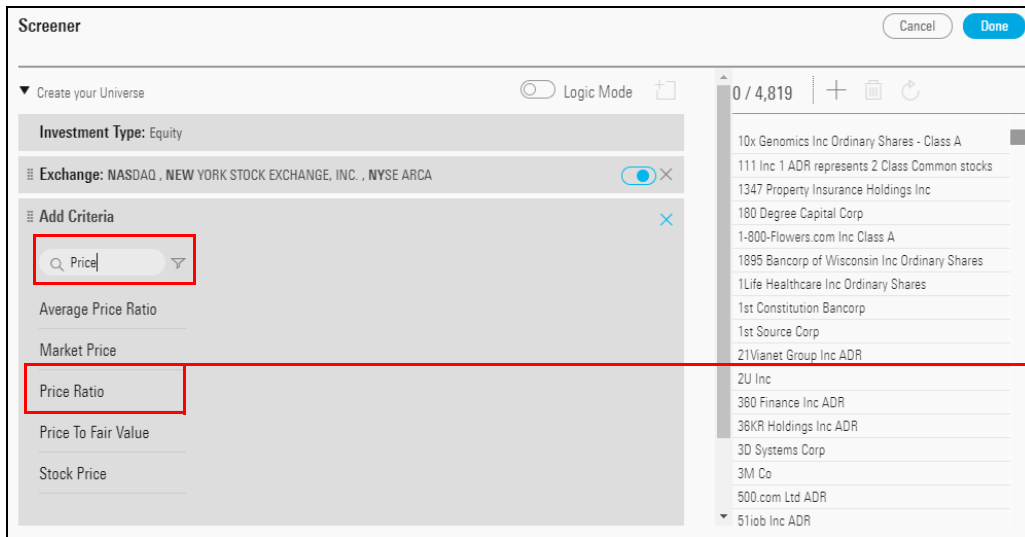 Screener
Cancel
Done
Create your Universe
Logic Mode
Investment Type: Equity
Exchange: NASDAQ , NEW YORK STOCK EXCHANGE, INC. , NYSE ARCA
Add Criteria
Price
Average Price Ratio
Market Price
Price Ratio
Price To Fair Value
Stock Price
0 / 4,819
10x Genomics Inc Ordinary Shares - Class A
111 Inc 1 ADR represents 2 Class Common stocks
1347 Property Insurance Holdings Inc
180 Degree Capital Corp
1-800-Flowers.com Inc Class A
1895 Bancorp of Wisconsin Inc Ordinary Shares
1Life Healthcare Inc Ordinary Shares
1st Constitution Bancorp
1st Source Corp
21Vianet Group Inc ADR
2U Inc
360 Finance Inc ADR
36KR Holdings Inc ADR
3D Systems Corp
3M Co
500.com Ltd ADR
51job Inc ADR